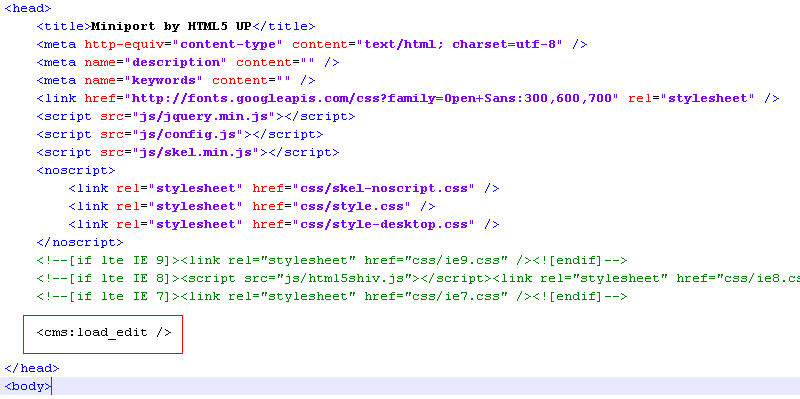 <head>
<title>Miniport by HTML5 UP</title>
<meta http-equiv="content-type" content="text/html; charset=utf-8" />
<meta name="description" content="" />
<meta name="keywords" content="" />
<link href="http://fonts.googleapis.com/css?family=Open+Sans:300,600,700" rel="stylesheet" />
<script src="js/jquery.min.js"></script>
<script src="js/config.js"></script>
<script src="js/skel.min.js"></script>
<noscript>
<link rel="stylesheet" href="css/skel-noscript.css" />
<link rel="stylesheet" href="css/style.css" />
<link rel="stylesheet" href="css/style-desktop.css" />
</noscript>
<!--[if lte IE 9]><link rel="stylesheet" href="css/ie9.css" /><![endif]-->
<!--[if lte IE 8]><script src="js/html5shiv.js"></script><link rel="stylesheet" href="css/ie8.cs
<!--[if lte IE 7]><link rel="stylesheet" href="css/ie7.css" /><![endif]-->
<cms:load_edit />
</head>
<body>